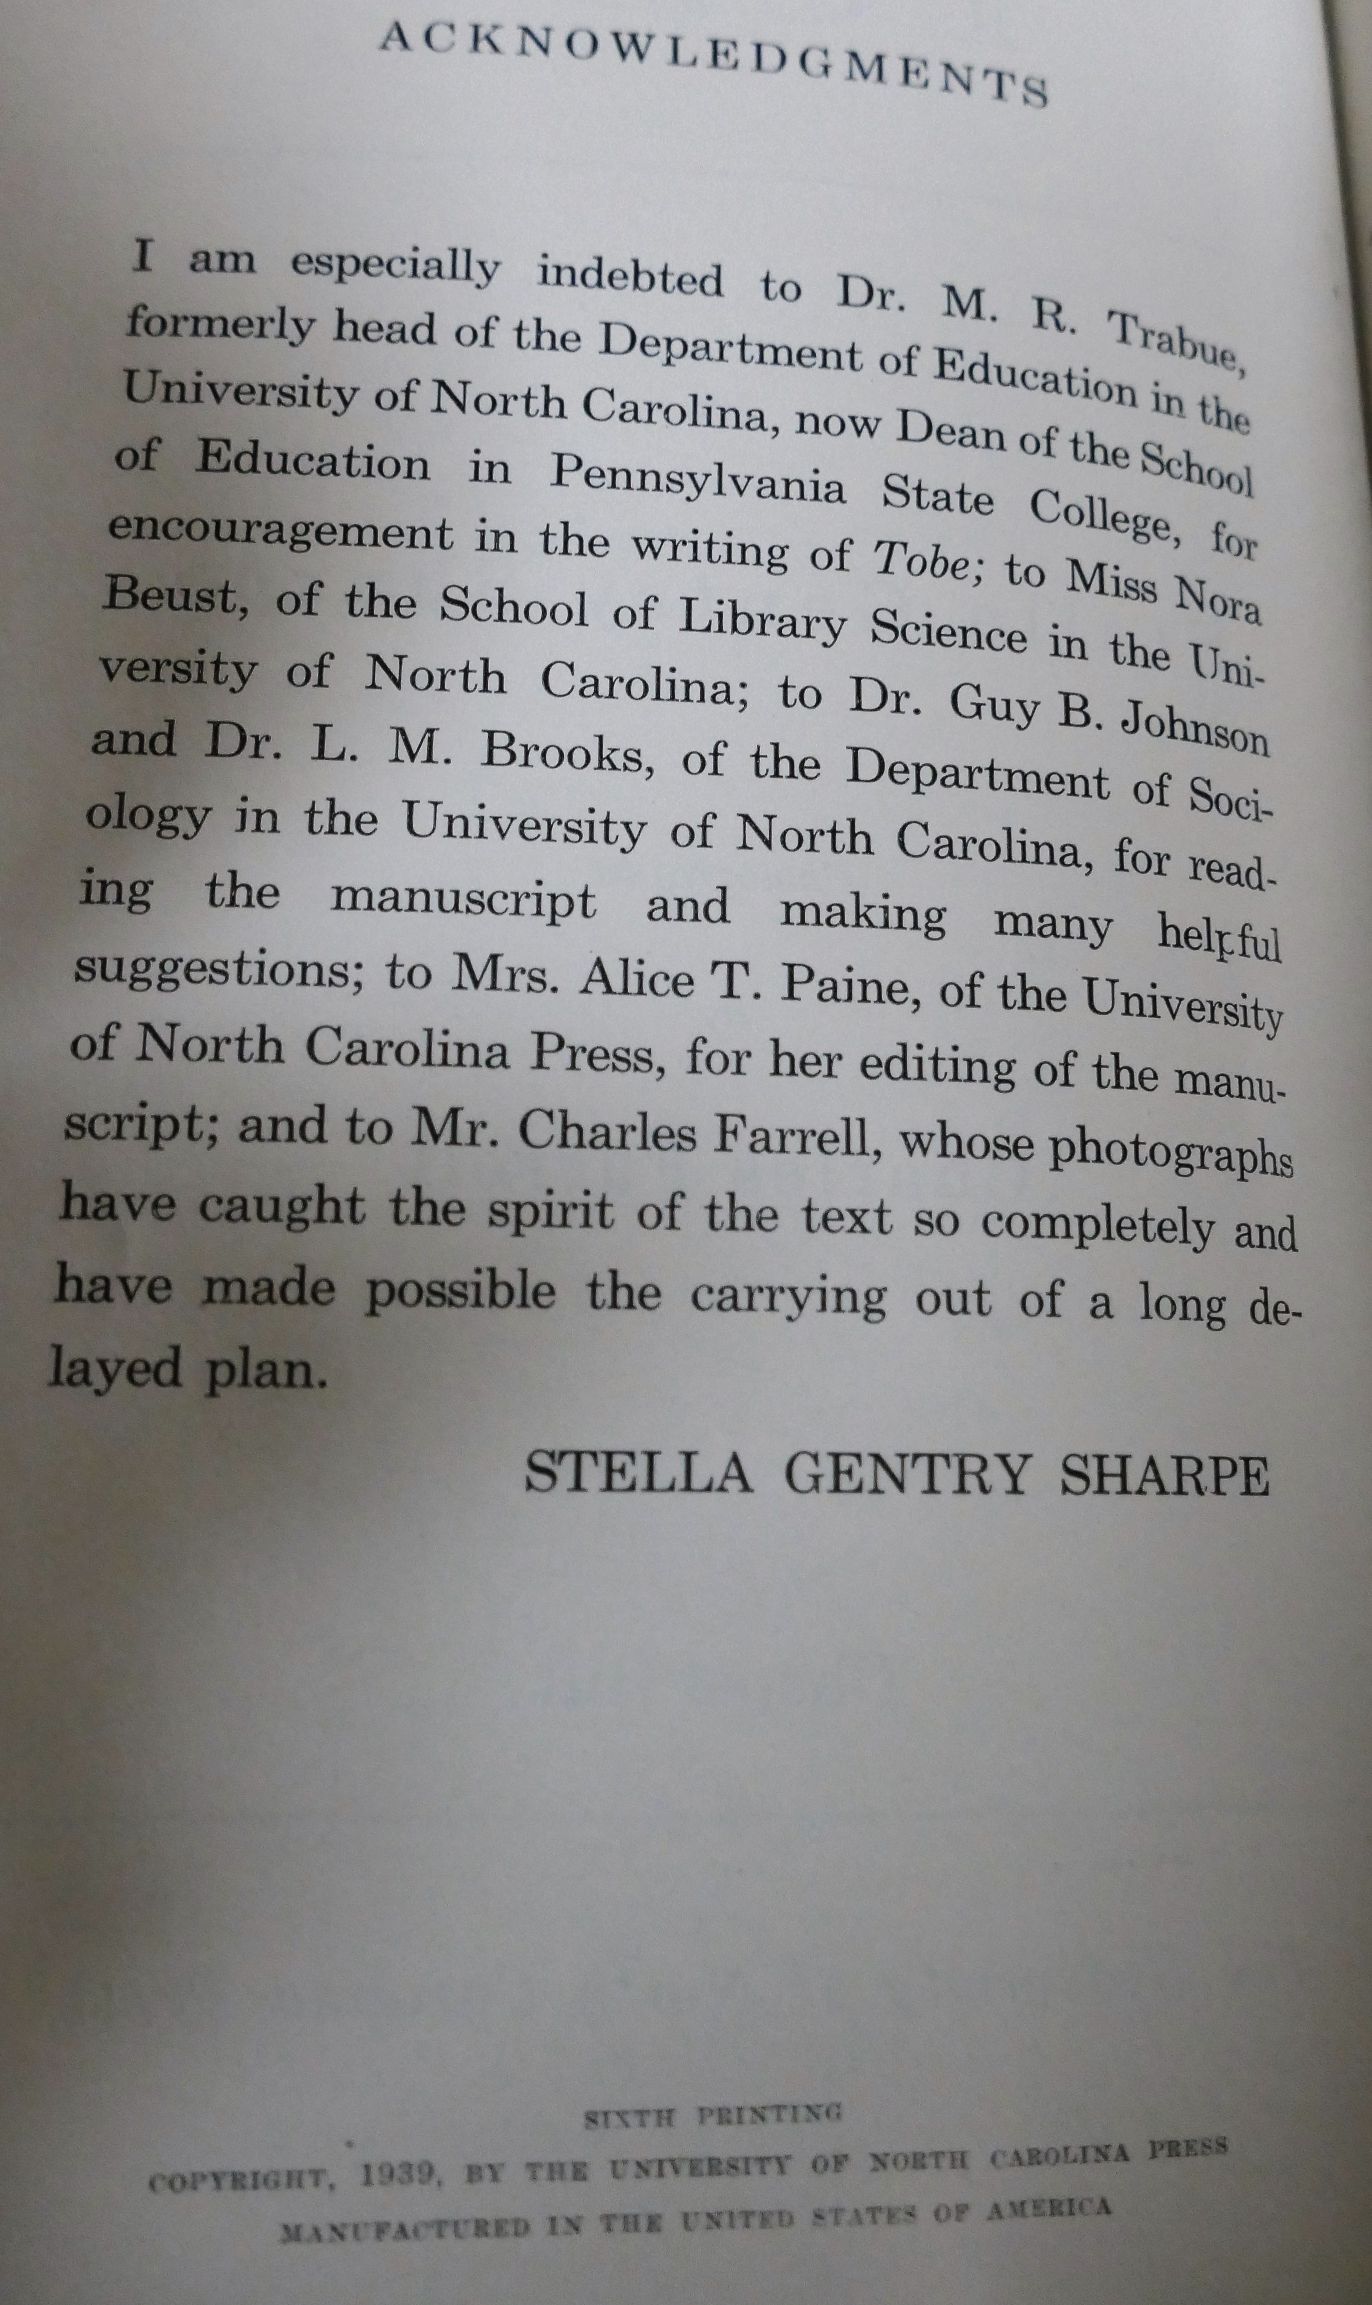 ACKNOWLEDGMENTS
I am especially indebted to Dr. M. R. Trabue,
formerly head of the Department of Education in the
University of North Carolina, now Dean of the School
of Education in Pennsylvania State College, for
encouragement in the writing of Tobe; to Miss Nora
Beust, of the School of Library Science in the Uni-
versity of North Carolina; to Dr. Guy B. Johnson
and Dr. L. M. Brooks, of the Department of Soci-
ology in the University of North Carolina, for read-
ing the manuscript and making many helpful
suggestions; to Mrs. Alice T. Paine, of the University
of North Carolina Press, for her editing of the manu-
script; and to Mr. Charles Farrell, whose photographs
have caught the spirit of the text so completely and
have made possible the carrying out of a long de-
layed plan.
STELLA GENTRY SHARPE
SIXTH PRINTING
COPYRIGHT, 1939, BY THE UNIVERSITY OF NORTH CAROLINA PRESS
MANUFACTURED IN THE UNITED STATES OF AMERICA